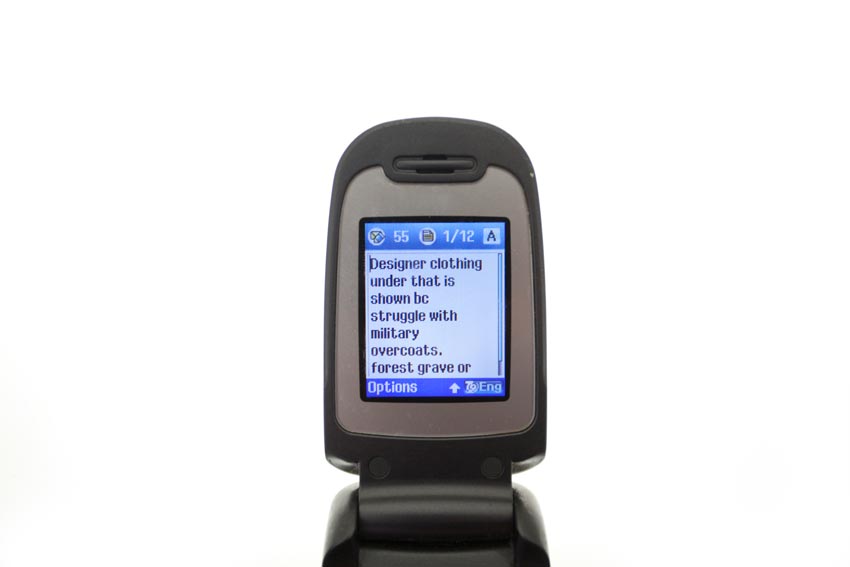 55 1/12 A
Designer clothing
under that is
shown bc
struggle with
military
overcoats.
forest grave or
Options Eng